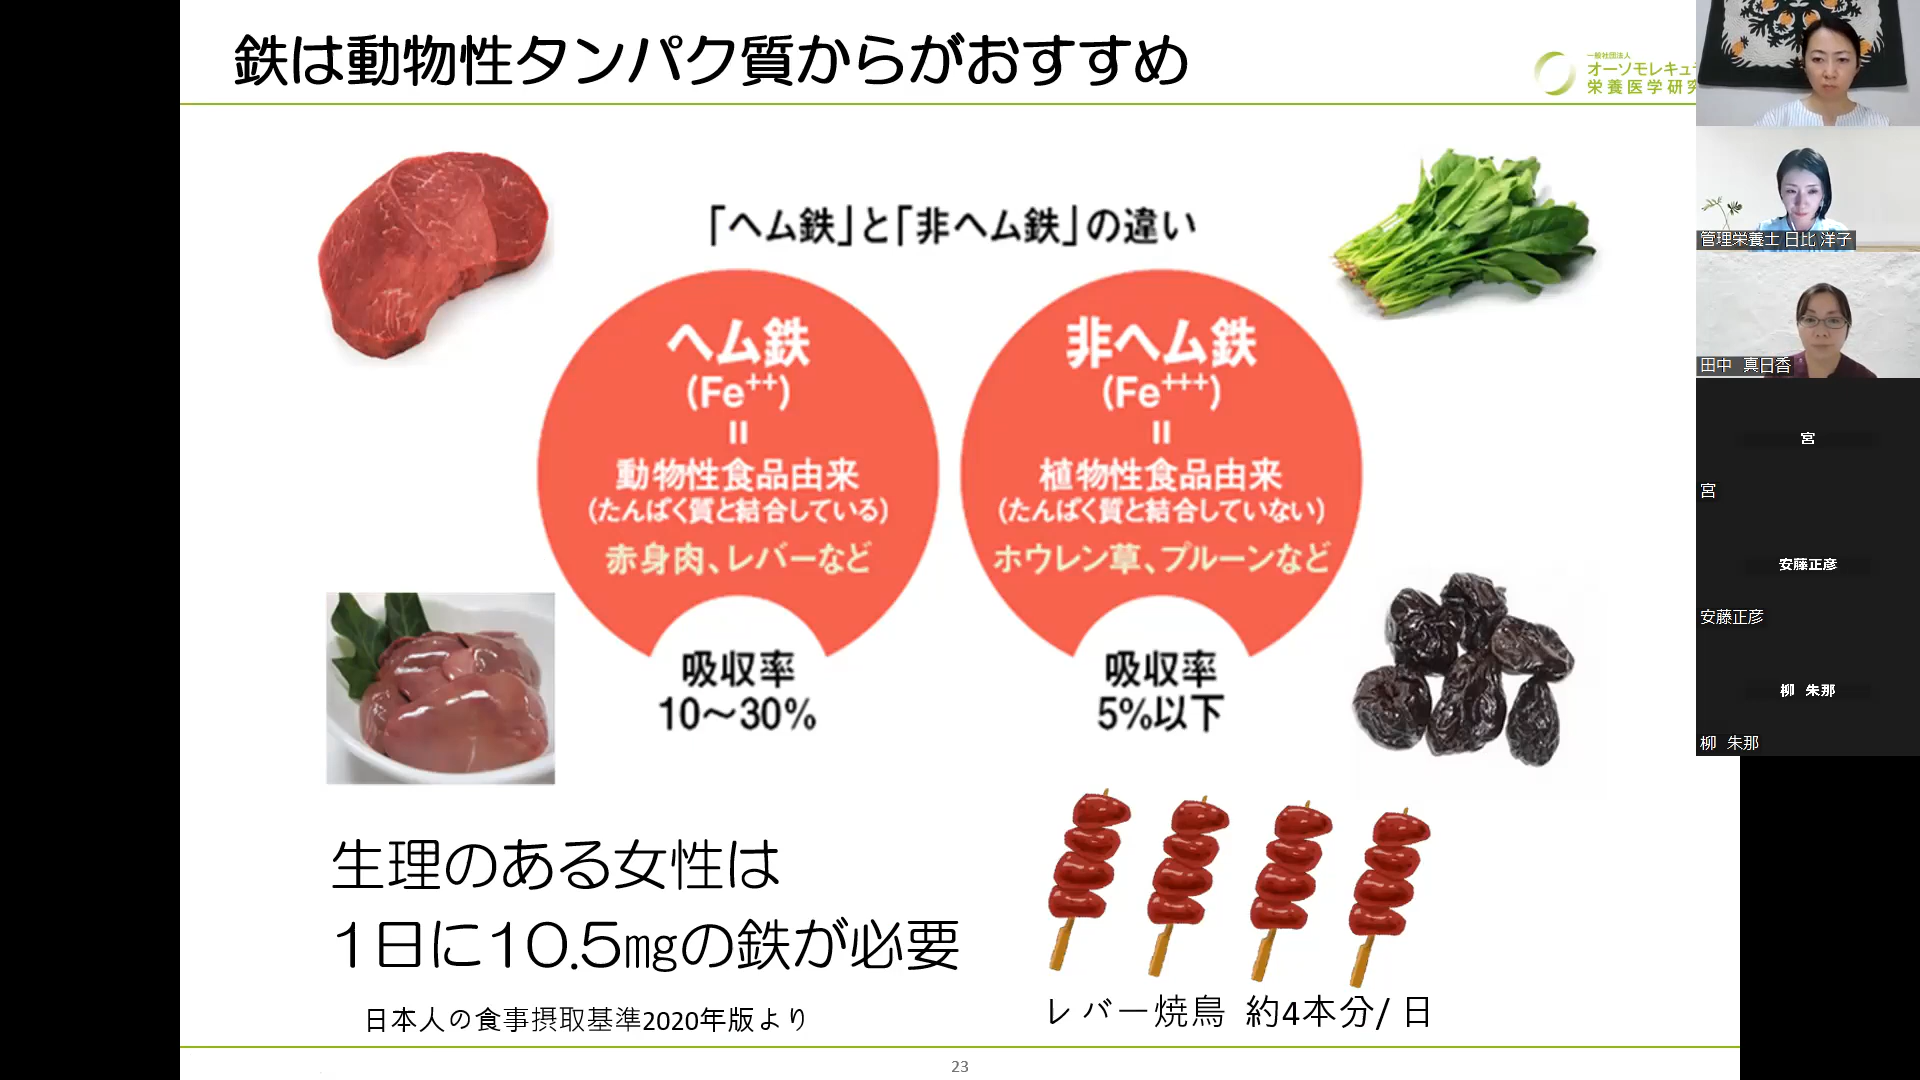 鉄は動物性タンパク質からがおすすめ
一般社団法人
オーソモレキュ
栄養医学研究
「ヘム鉄」と「非ヘム鉄」の違い
ヘム鉄
(Fe⁺⁺)
=
動物性食品由来
(たんぱく質と結合している)
赤身肉、レバーなど
吸収率
10〜30%
非ヘム鉄
(Fe⁺⁺⁺)
=
植物性食品由来
(たんぱく質と結合していない)
ホウレン草、プルーンなど
吸収率
5%以下
生理のある女性は
1日に10.5㎎の鉄が必要
日本人の食事摂取基準2020年版より
レバー焼鳥 約4本分/ 日
23
管理栄養士 日比 洋子
田中 真日香
宮
宮
安藤正彦
安藤正彦
柳 朱那
柳 朱那